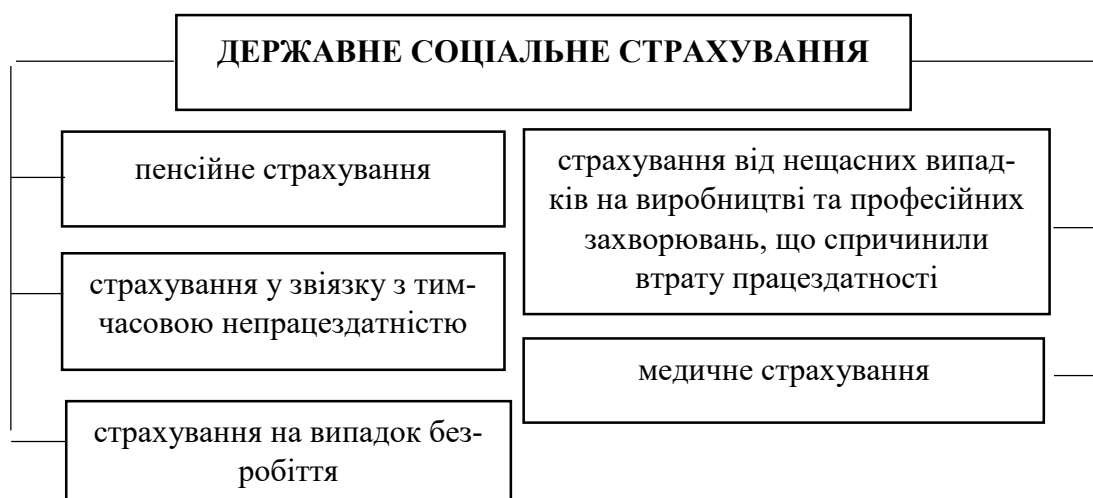 ДЕРЖАВНЕ СОЦІАЛЬНЕ СТРАХУВАННЯ
пенсійне страхування
страхування у звіязку з тим-
часовою непрацездатністю
страхування на випадок без-
робіття
страхування від нещасних випад-
ків на виробництві та професійних
захворювань, що спричинили
втрату працездатності
медичне страхування